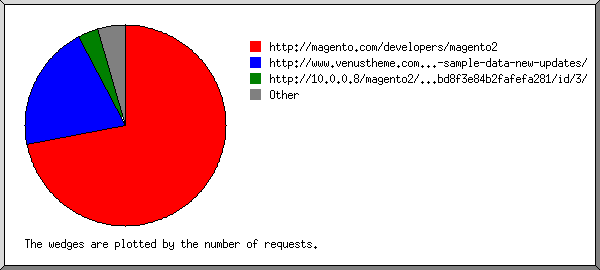 http://magento.com/developers/magento2
http://www.venustheme.com...-sample-data-new-updates/
http://10.0.0.8/magento2/...bd8f3e84b2fafefa281/id/3/
Other
The wedges are plotted by the number of requests.